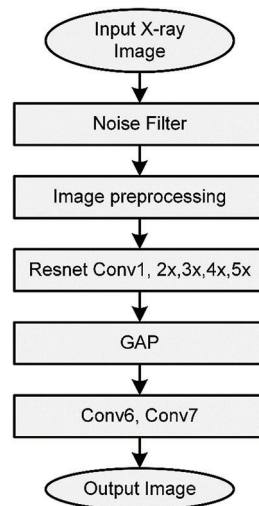 Input X-ray
Image
Noise Filter
Image preprocessing
Resnet Conv1, 2x,3x,4x,5x
GAP
Conv6, Conv7
Output Image